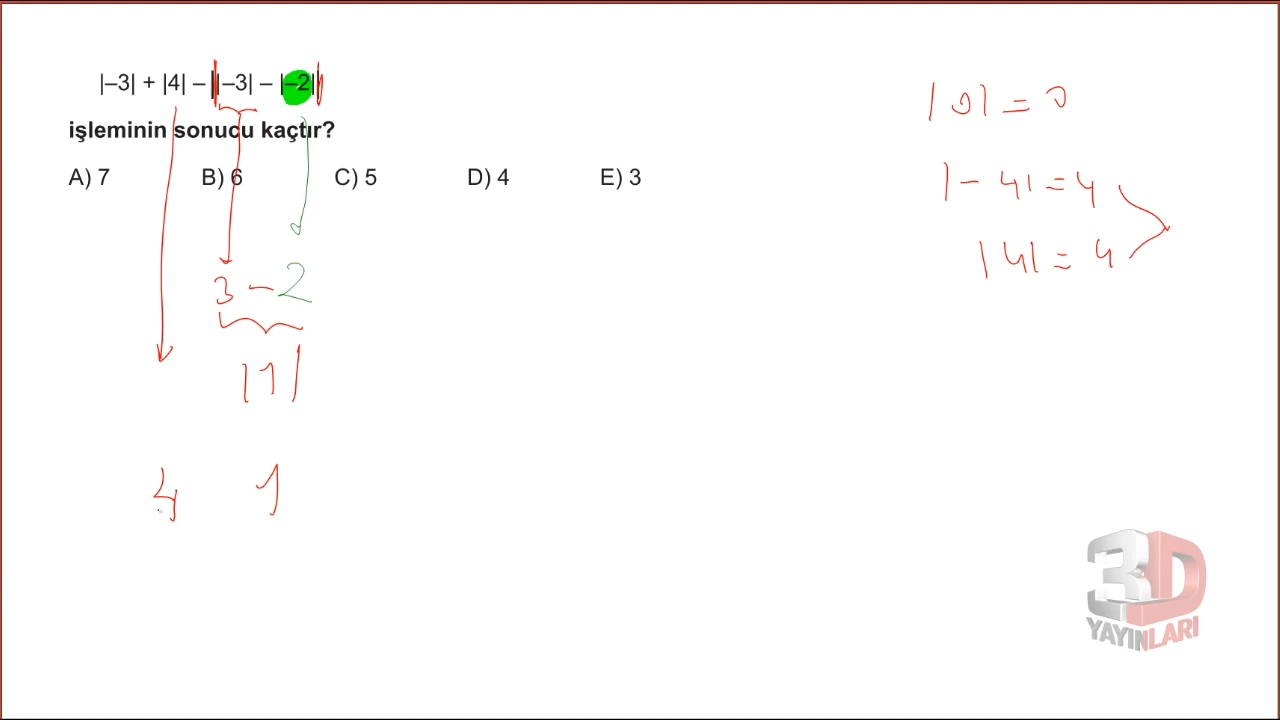 |–3| + |4| – ||–3| – |–2||
işleminin sonucu kaçtır?
A) 7 B) 6 C) 5 D) 4 E) 3
3 – 2
|1|
4 1
|0| = 0
|– 4| = 4
|4| = 4
3D
YAYINLARI